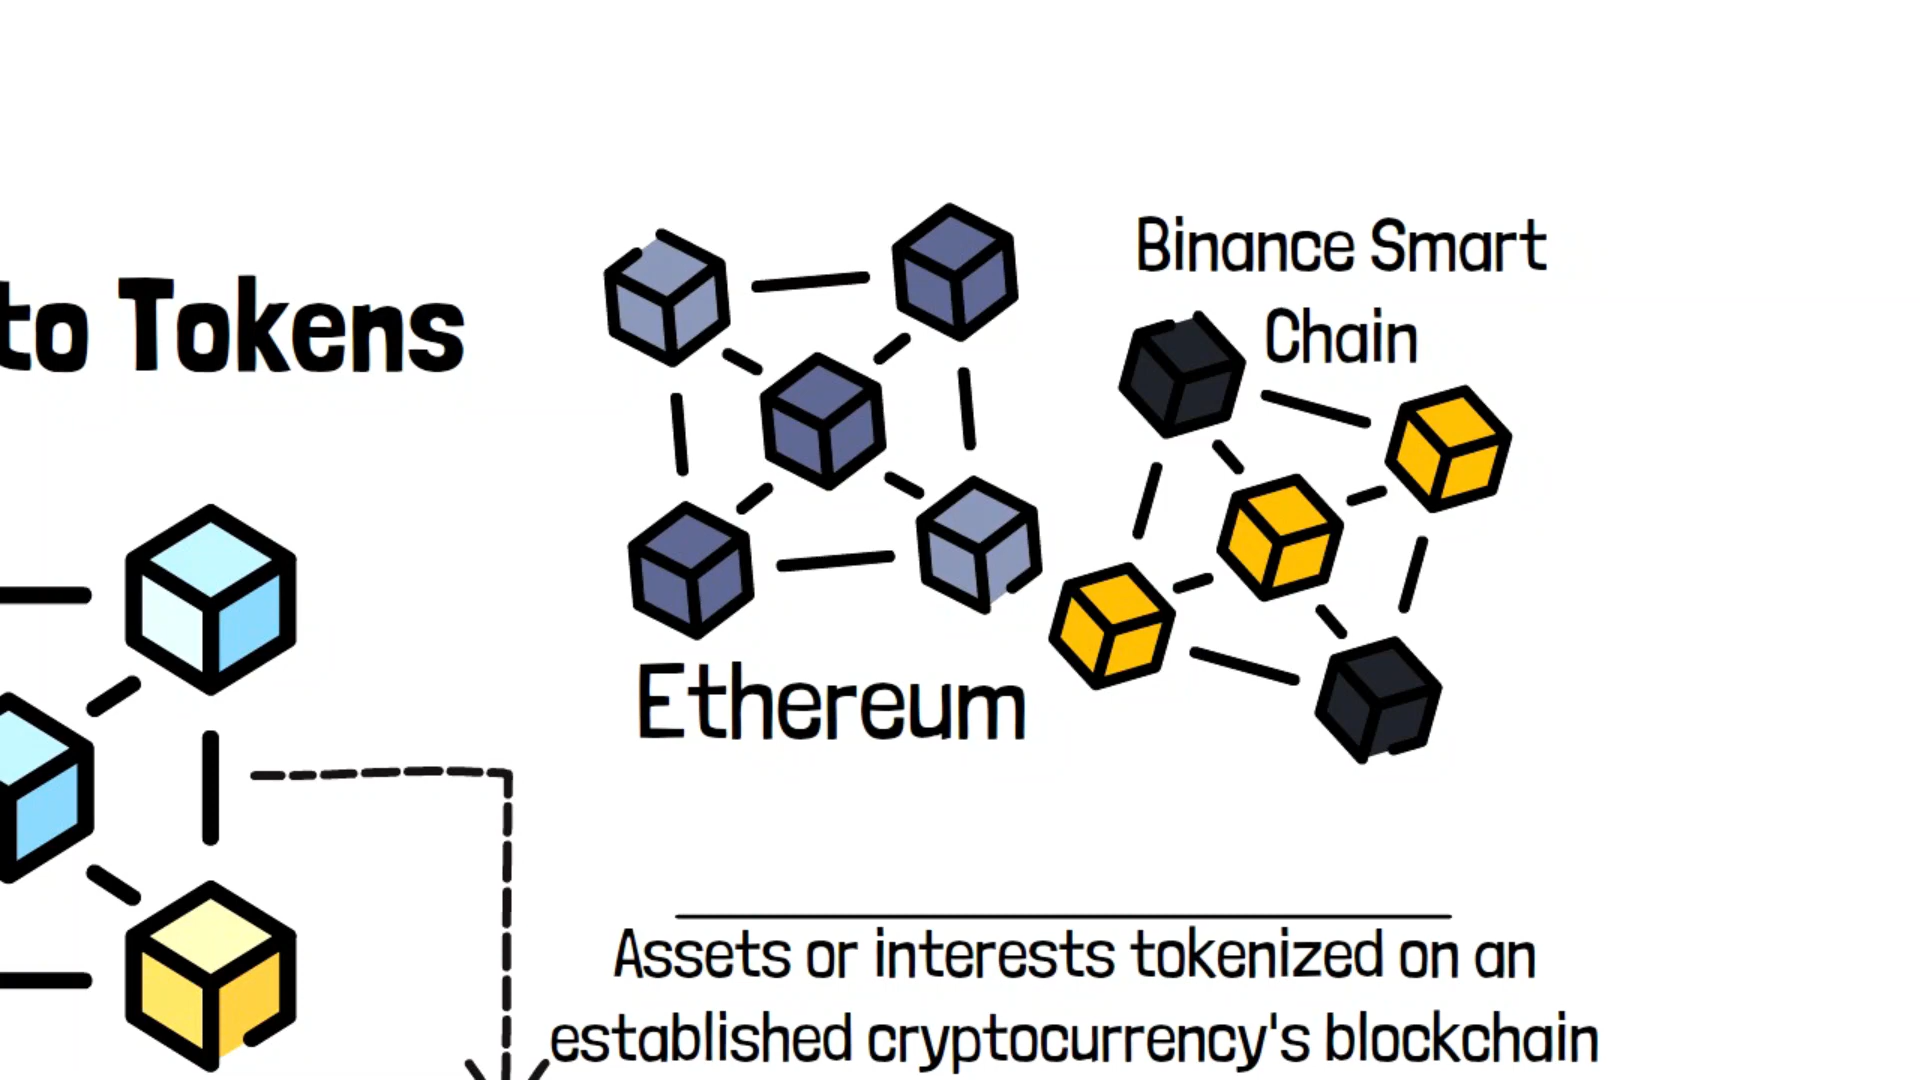 to Tokens
Binance Smart
Chain
Ethereum
Assets or interests tokenized on an
established cryptocurrency's blockchain